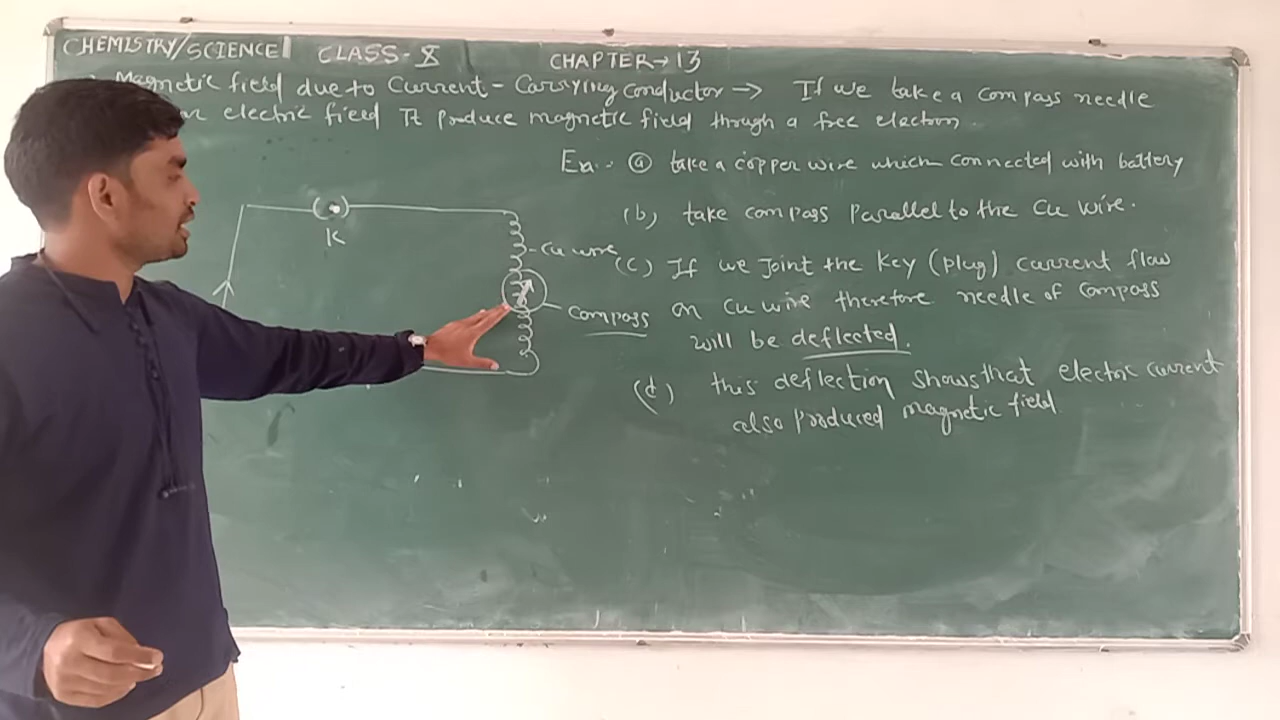 CHEMISTRY/SCIENCE CLASS-X CHAPTER→13
Magnetic field due to Current-Carrying Conductor → If we take a compass needle
electric fieed It produce magnetic field through a free electron.
Ex:- (a) take a copper wire which connected with battery
(b) take compass parallel to the Cu wire.
K
Cu wire
(c) If we Joint the key (plug) current flow
compass
on Cu wire therefore needle of compass
will be deflected.
(d) this deflection shows that electric current
also produced magnetic field.